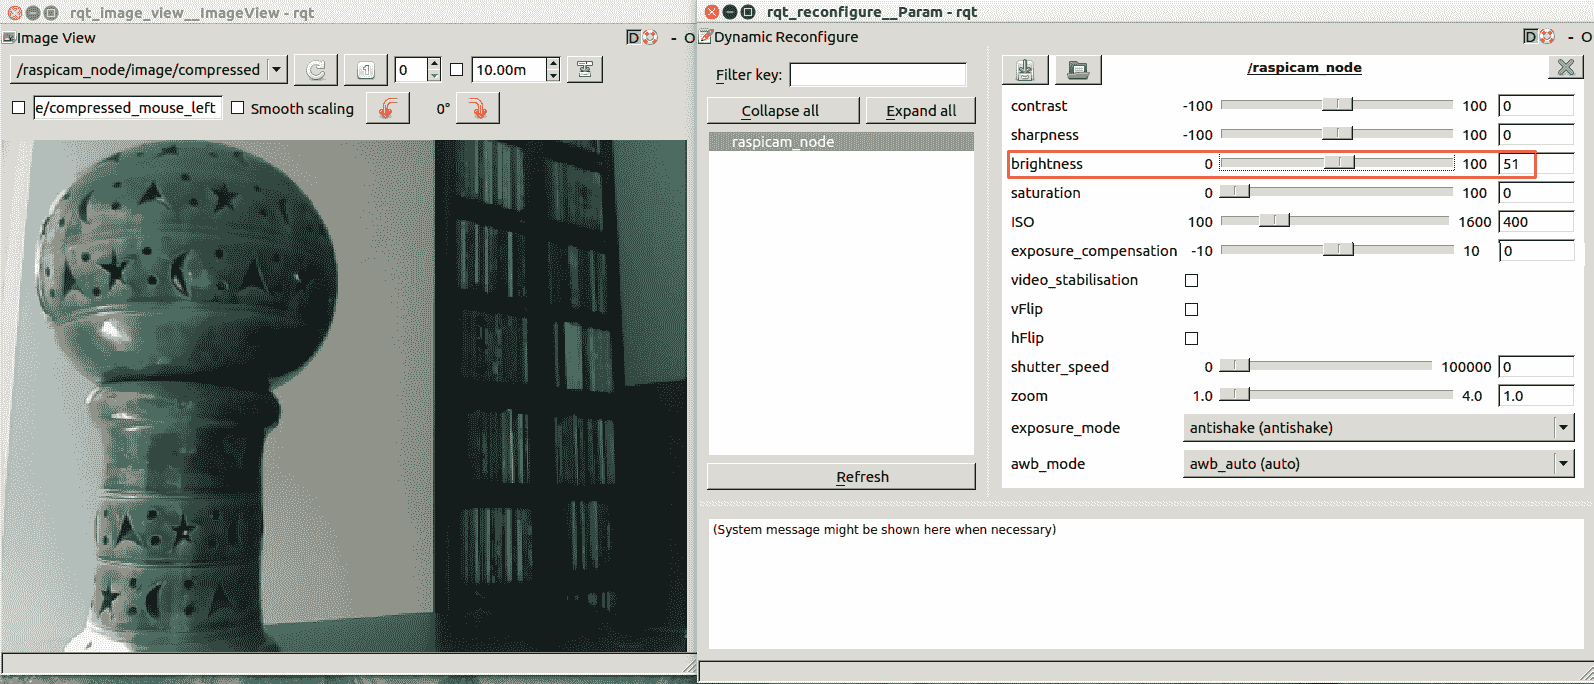 rqt_image_view__ImageView - rqt
Image View
D - O
/raspicam_node/image/compressed 1 0 10.00m
e/compressed_mouse_left Smooth scaling 0°
rqt_reconfigure__Param - rqt
Dynamic Reconfigure
D - O
Filter key:
Collapse all Expand all
raspicam_node
Refresh
/raspicam_node
contrast -100 100 0
sharpness -100 100 0
brightness 0 100 51
saturation 0 100 0
ISO 100 1600 400
exposure_compensation -10 10 0
video_stabilisation
vFlip
hFlip
shutter_speed 0 100000 0
zoom 1.0 4.0 1.0
exposure_mode antishake (antishake)
awb_mode awb_auto (auto)
(System message might be shown here when necessary)